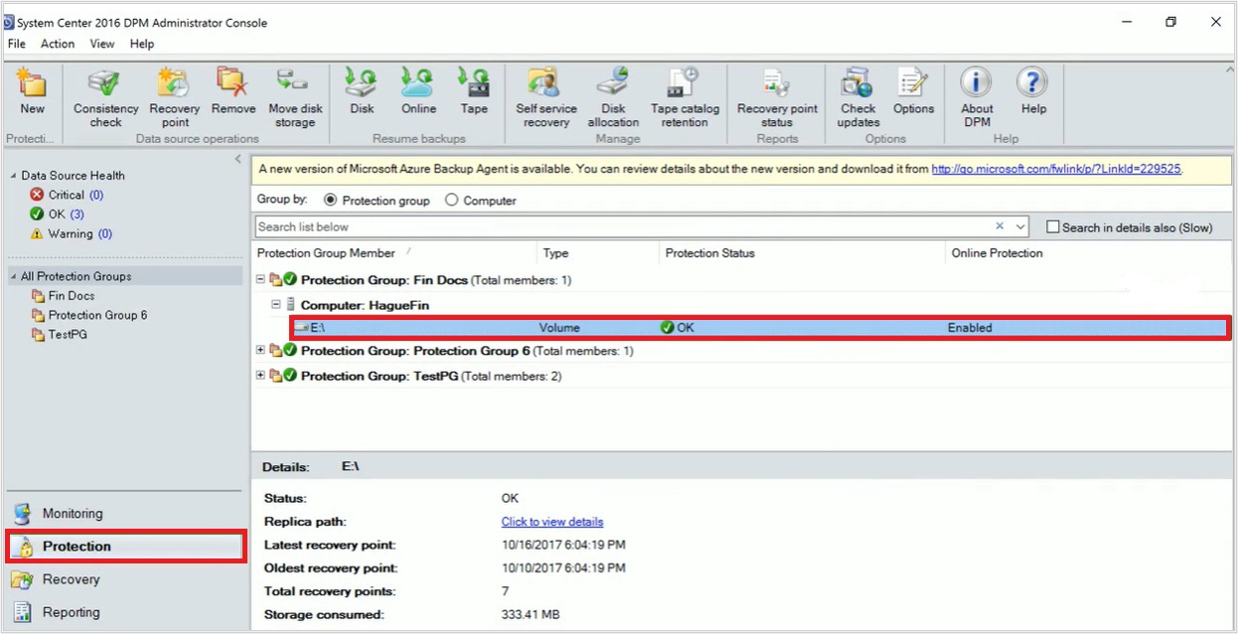 System Center 2016 DPM Administrator Console
File Action View Help
New
Consistency check
Recovery point
Remove
Move disk storage
Disk
Online
Tape
Self service recovery
Disk allocation
Tape catalog retention
Recovery point status
Check updates
Options
About DPM
Help
Protecti... Data source operations Resume backups Manage Reports Options Help
A new version of Microsoft Azure Backup Agent is available. You can review details about the new version and download it from http://go.microsoft.com/fwlink/p/?LinkId=229525.
Data Source Health
Critical (0)
OK (3)
Warning (0)
All Protection Groups
Fin Docs
Protection Group 6
TestPG
Group by: Protection group Computer
Search list below Search in details also (Slow)
Protection Group Member Type Protection Status Online Protection
Protection Group: Fin Docs (Total members: 1)
Computer: HagueFin
E:\ Volume OK Enabled
Protection Group: Protection Group 6 (Total members: 1)
Protection Group: TestPG (Total members: 2)
Details: E:\
Status: OK
Replica path: Click to view details
Latest recovery point: 10/16/2017 6:04:19 PM
Oldest recovery point: 10/10/2017 6:04:19 PM
Total recovery points: 7
Storage consumed: 333.41 MB
Monitoring
Protection
Recovery
Reporting